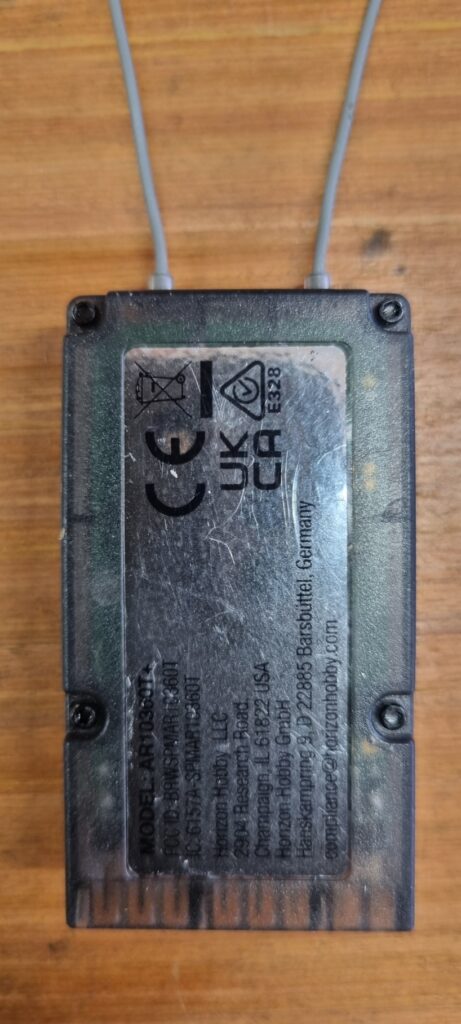 MODEL: AR10360T+
FCC ID: BRWSPMAR10360T
IC: 6157A-SPMAR10360T
Horizon Hobby LLC
2904 Research Road
Champaign, IL 61822 USA
Horizon Hobby, GmbH
Hanskampring 9, D 22885 Barsbüttel, Germany
compliance@horizonhobby.com
CE
UK
CA
E328